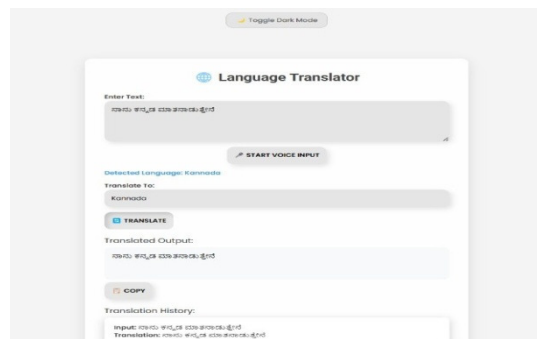 Toggle Dark Mode
Language Translator
Enter Text:
ನಾನು ಕನ್ನಡ ಮಾತನಾಡುತ್ತೇನೆ
START VOICE INPUT
Detected Language: Kannada
Translate To:
Kannada
TRANSLATE
Translated Output:
ನಾನು ಕನ್ನಡ ಮಾತನಾಡುತ್ತೇನೆ
COPY
Translation History:
Input: ನಾನು ಕನ್ನಡ ಮಾತನಾಡುತ್ತೇನೆ
Translation: ನಾನು ಕನ್ನಡ ಮಾತನಾಡುತ್ತೇನೆ